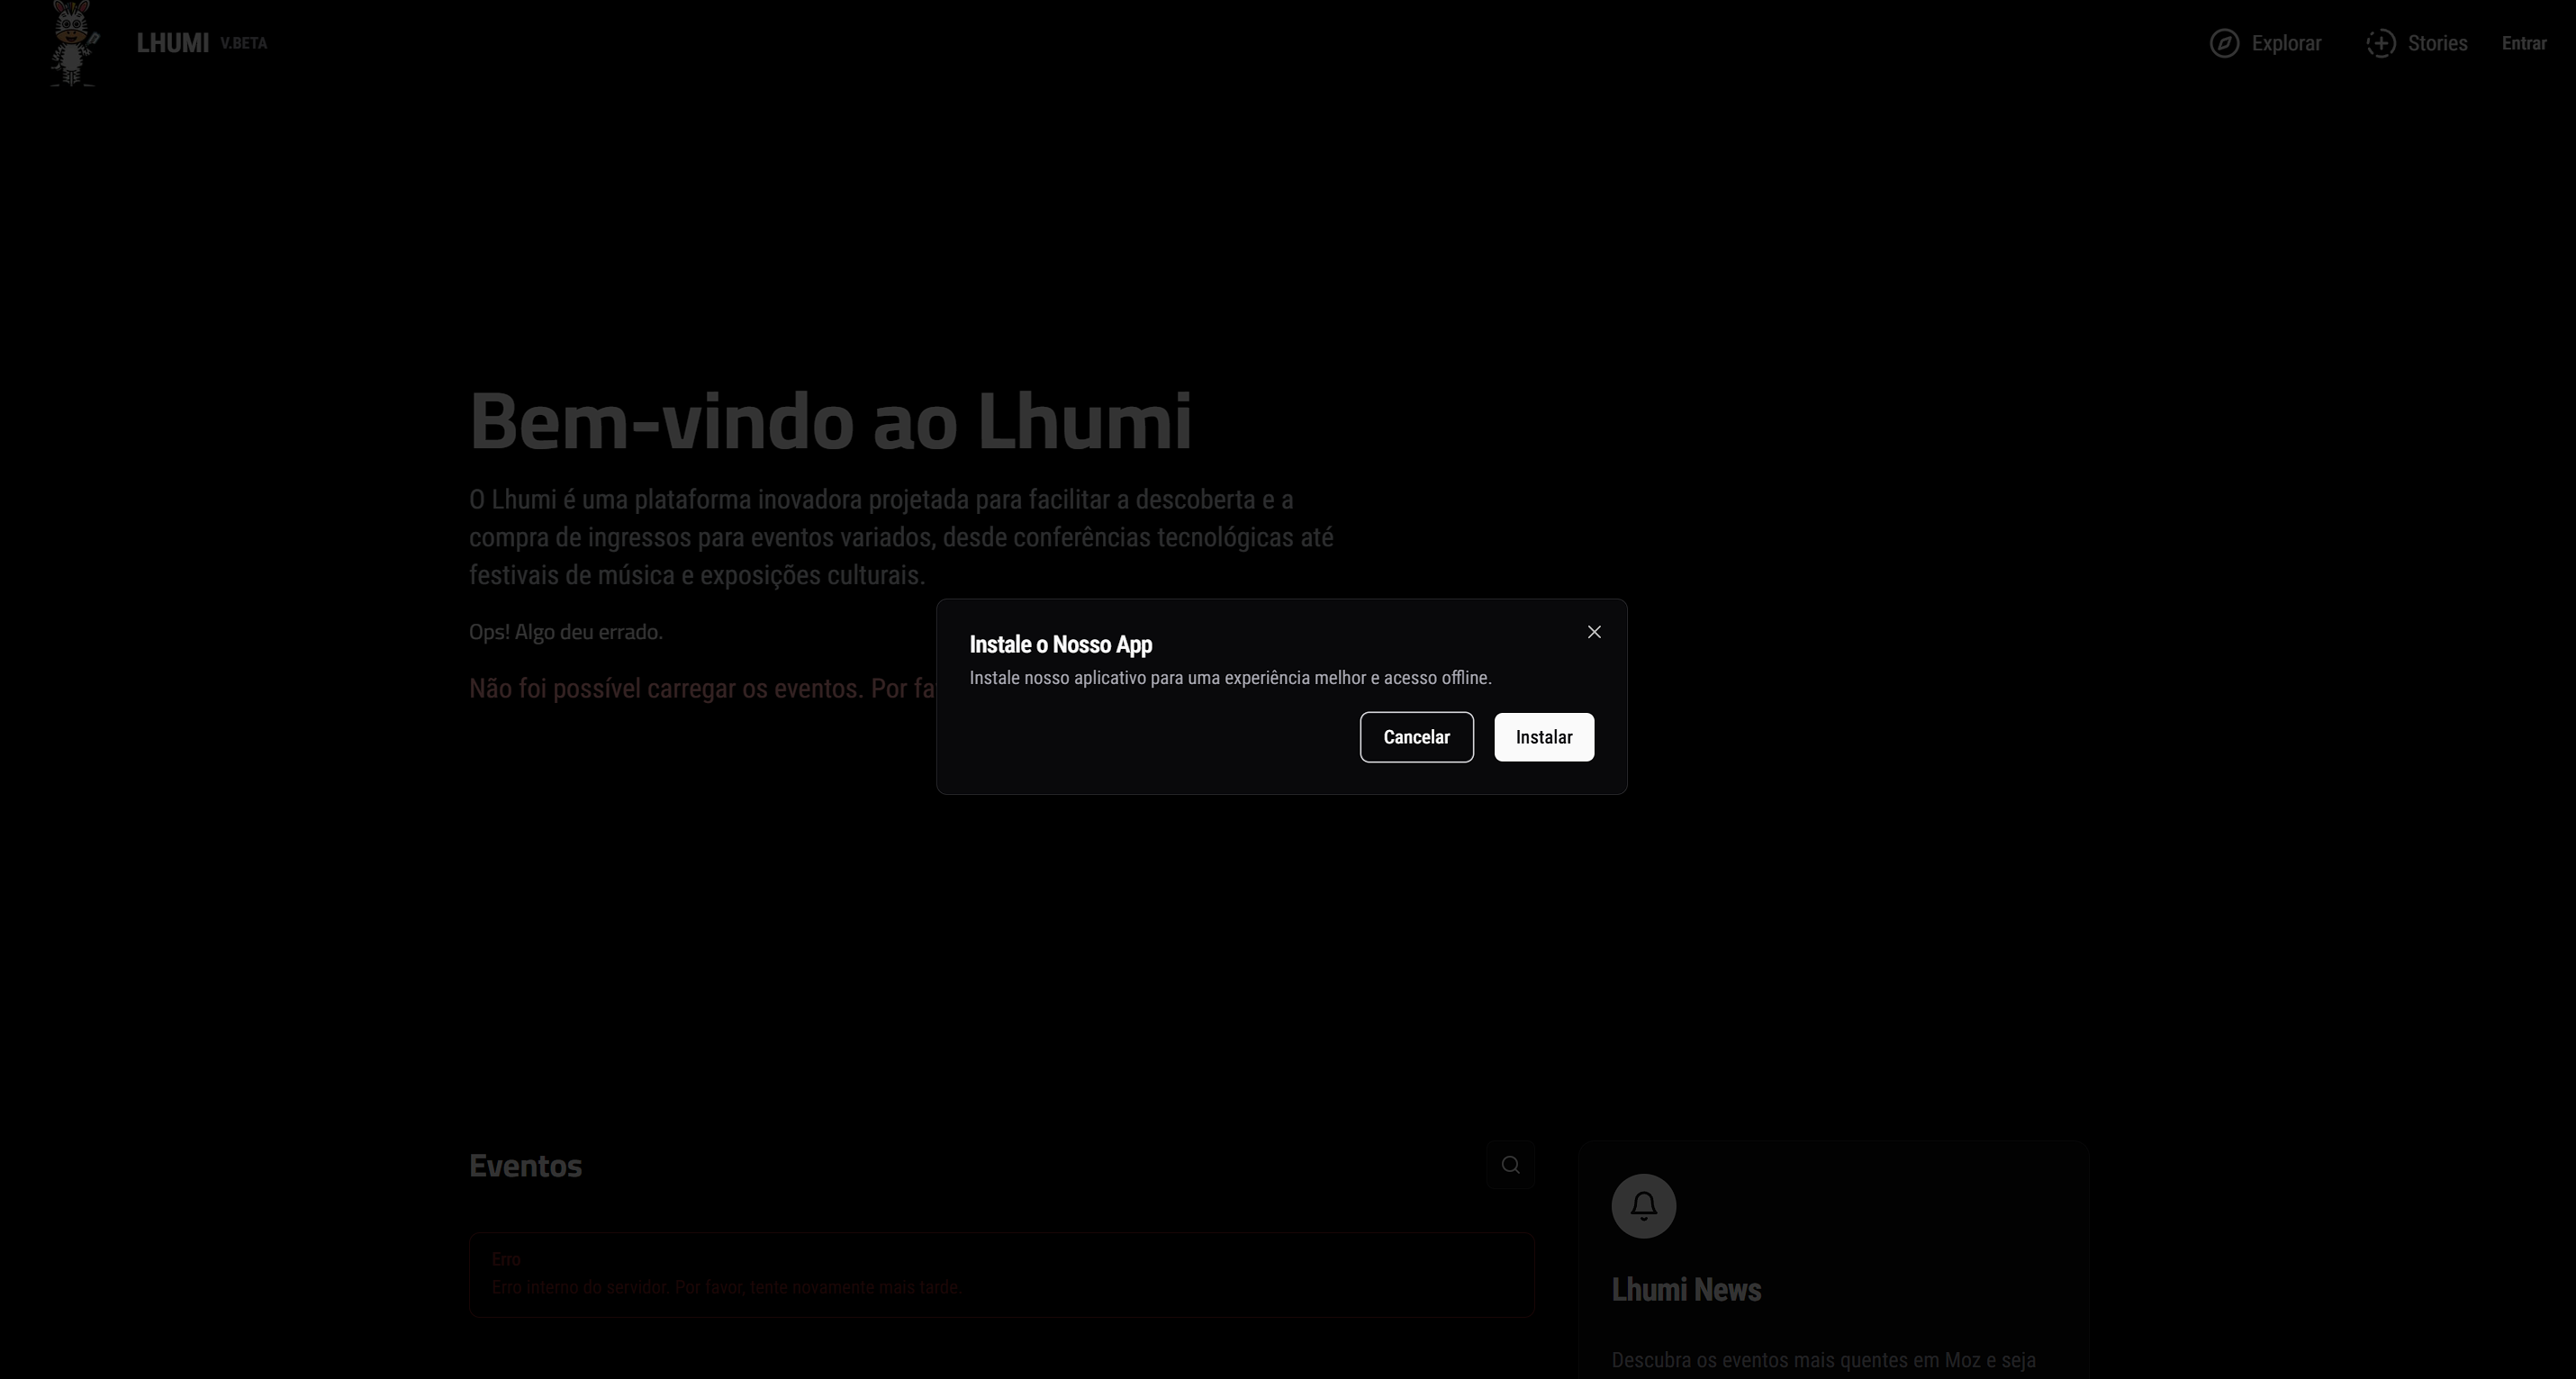 LHUMI V.BETA
Explorar
Stories
Entrar
Bem-vindo ao Lhumi
O Lhumi é uma plataforma inovadora projetada para facilitar a descoberta e a
compra de ingressos para eventos variados, desde conferências tecnológicas até
festivais de música e exposições culturais.
Ops! Algo deu errado.
Não foi possível carregar os eventos. Por fa
Instale o Nosso App
Instale nosso aplicativo para uma experiência melhor e acesso offline.
Cancelar
Instalar
Eventos
Erro
Erro interno do servidor. Por favor, tente novamente mais tarde.
Lhumi News
Descubra os eventos mais quentes em Moz e seja